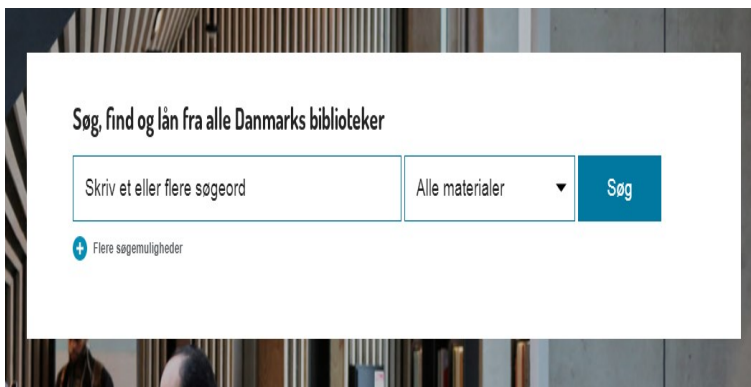 Søg, find og lån fra alle Danmarks biblioteker
Skriv et eller flere søgeord
Alle materialer
Søg
Flere søgemuligheder